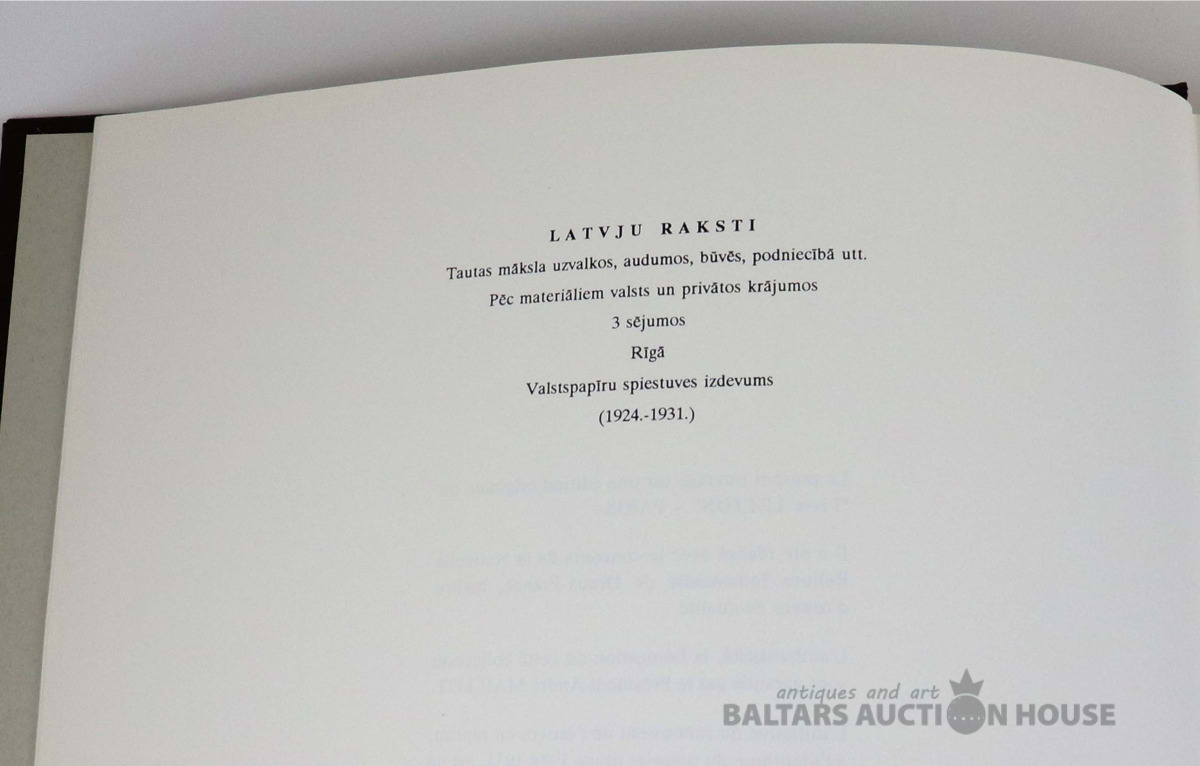 LATVJU RAKSTI
Tautas māksla uzvalkos, audumos, būvēs, podniecībā utt.
Pēc materiāliem valsts un privātos krājumos
3 sējumos
Rīgā
Valstspapīru spiestuves izdevums
(1924.-1931.)
antiques and art
BALTARS AUCTION HOUSE